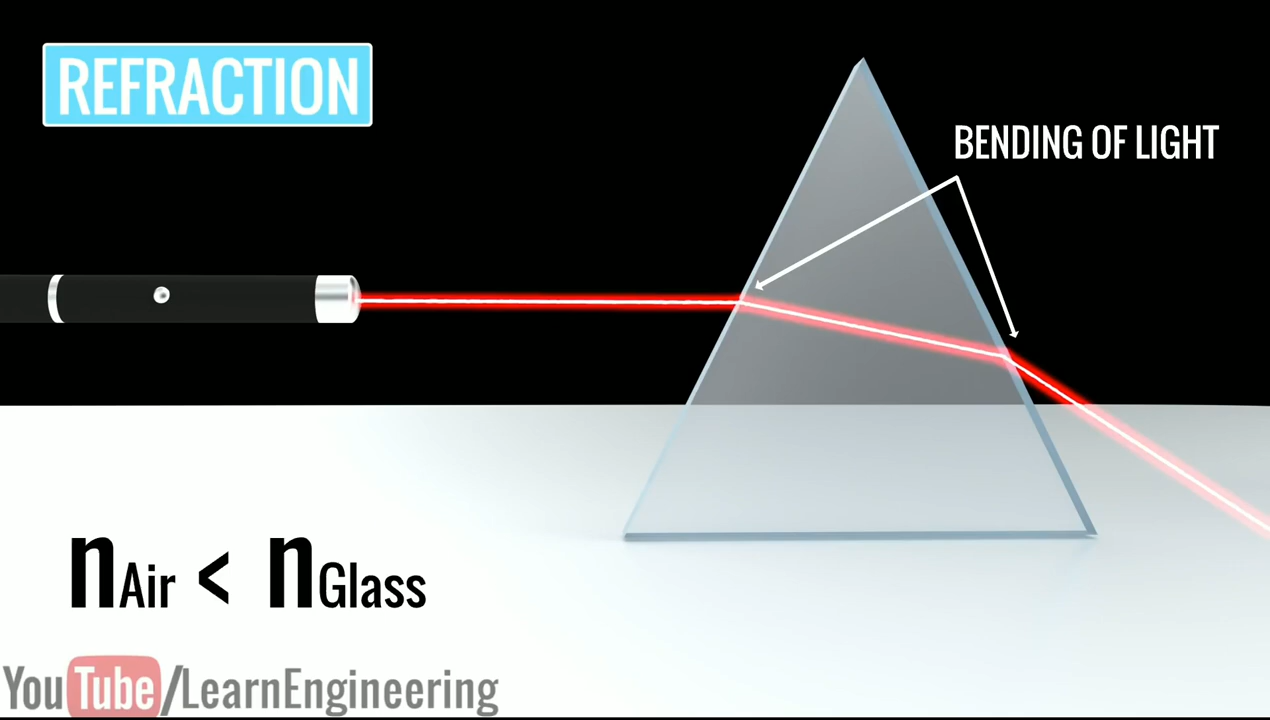 REFRACTION
BENDING OF LIGHT
nAir < nGlass
YouTube/LearnEngineering